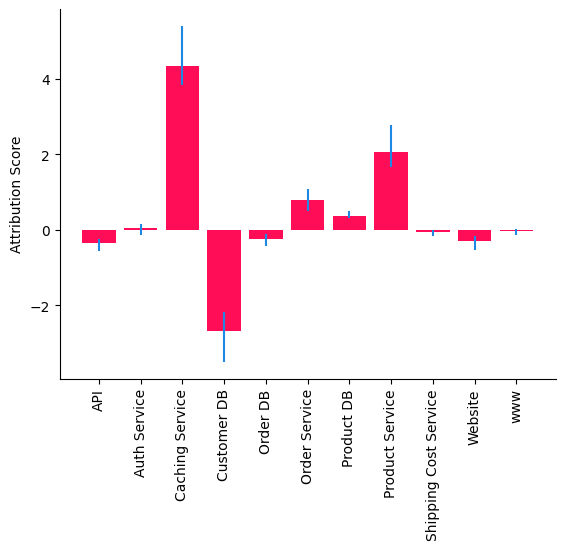 Attribution Score
4
2
0
−2
API
Auth Service
Caching Service
Customer DB
Order DB
Order Service
Product DB
Product Service
Shipping Cost Service
Website
www